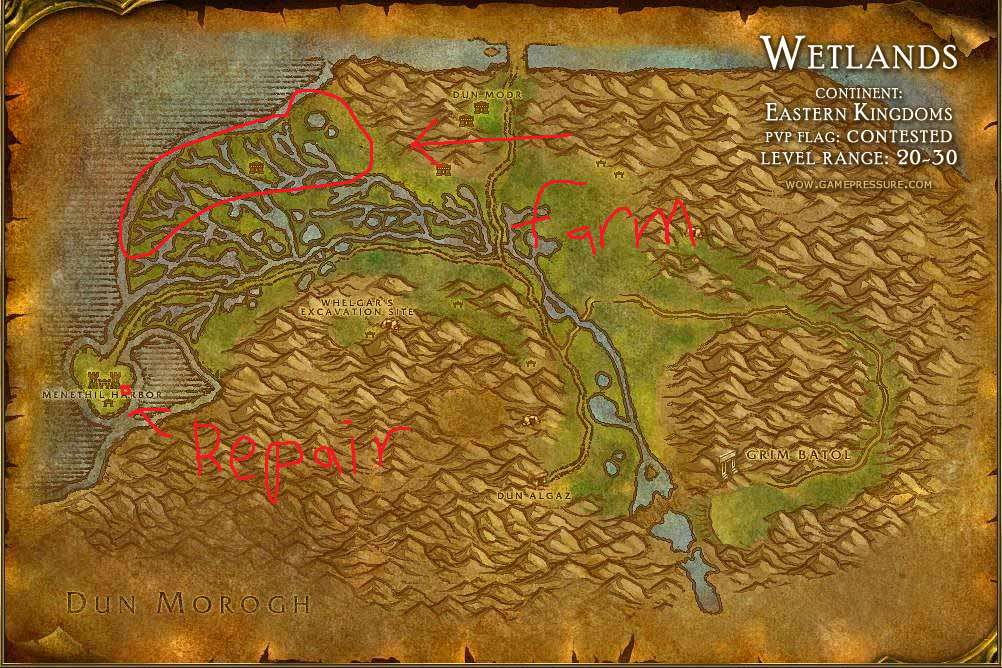 WETLANDS
CONTINENT:
EASTERN KINGDOMS
PVP FLAG: CONTESTED
LEVEL RANGE: 20-30
WOW.GAMEPRESSURE.COM
DUN MODR
farm
WHELGAR'S
EXCAVATION SITE
MENETHIL HARBOR
Repair
GRIM BATOL
DUN ALGAZ
DUN MOROGH